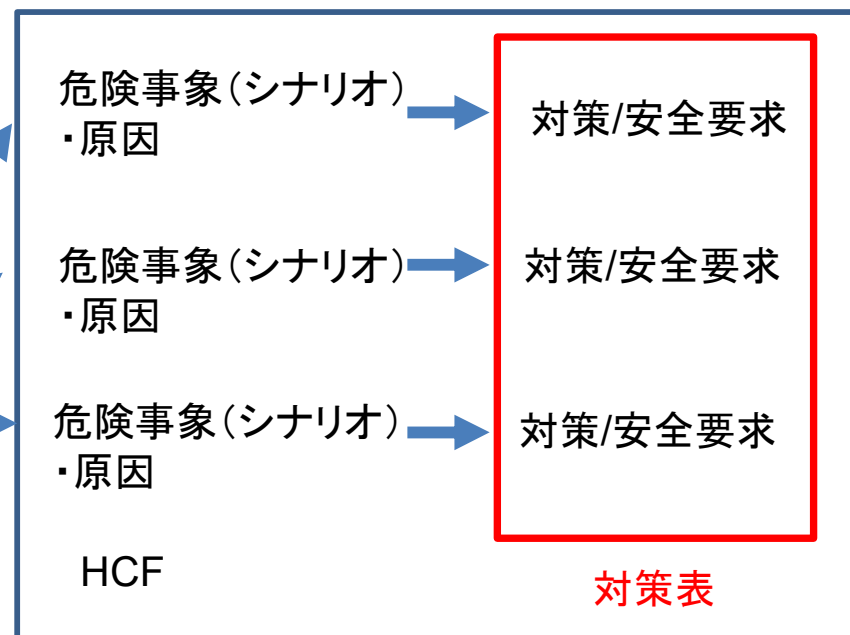 危険事象(シナリオ)
・原因
対策/安全要求
危険事象(シナリオ)
・原因
対策/安全要求
危険事象(シナリオ)
・原因
対策/安全要求
HCF
対策表